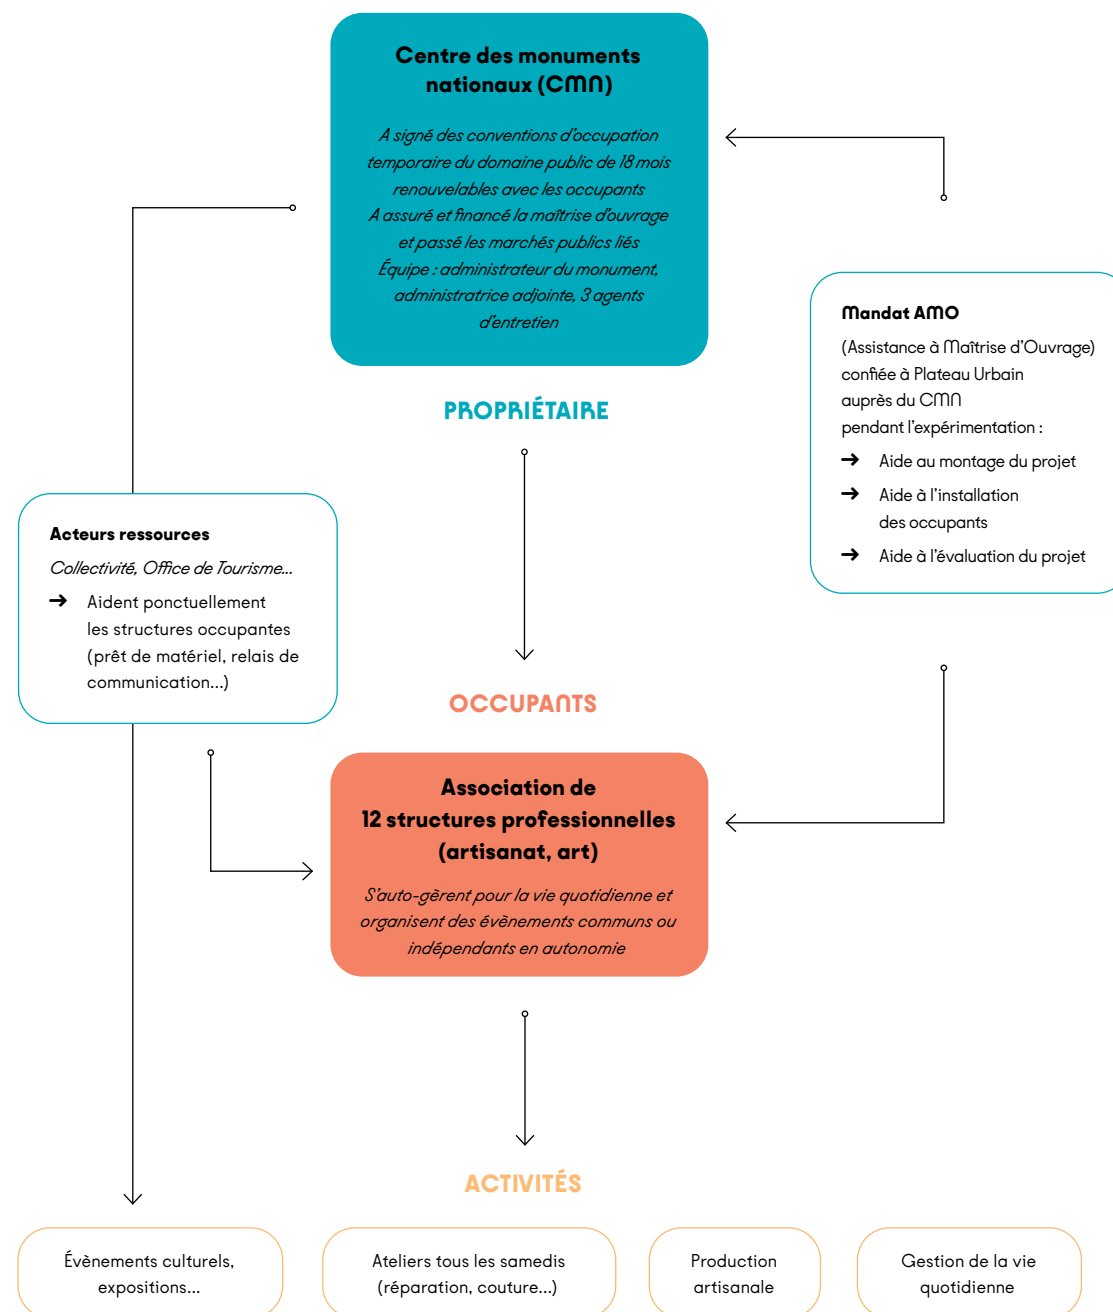 Centre des monuments
nationaux (CMN)
A signé des conventions d'occupation
temporaire du domaine public de 18 mois
renouvelables avec les occupants
A assuré et financé la maîtrise d'ouvrage
et passé les marchés publics liés
Équipe : administrateur du monument,
administratrice adjointe, 3 agents
d'entretien
PROPRIÉTAIRE
Mandat AMO
(Assistance à Maîtrise d'Ouvrage)
confiée à Plateau Urbain
auprès du CMN
pendant l'expérimentation :
→ Aide au montage du projet
→ Aide à l'installation
des occupants
→ Aide à l'évaluation du projet
Acteurs ressources
Collectivité, Office de Tourisme...
→ Aident ponctuellement
les structures occupantes
(prêt de matériel, relais de
communication...)
OCCUPANTS
Association de
12 structures professionnelles
(artisanat, art)
S'auto-gèrent pour la vie quotidienne et
organisent des évènements communs ou
indépendants en autonomie
ACTIVITÉS
Évènements culturels,
expositions...
Ateliers tous les samedis
(réparation, couture...)
Production
artisanale
Gestion de la vie
quotidienne